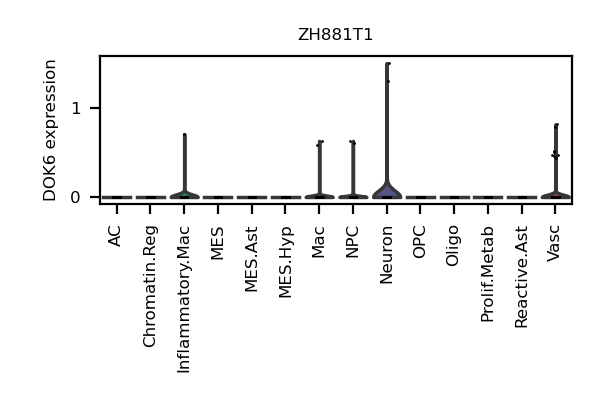 ZH881T1
DOK6 expression
1
0
AC
Chromatin.Reg
Inflammatory.Mac
MES
MES.Ast
MES.Hyp
Mac
NPC
Neuron
OPC
Oligo
Prolif.Metab
Reactive.Ast
Vasc